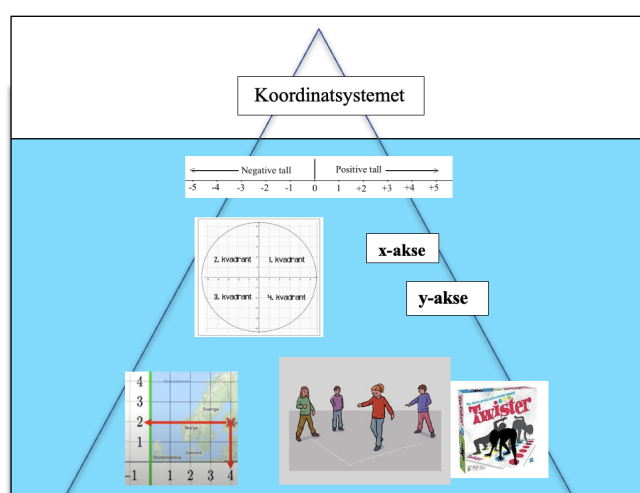 Koordinatsystemet
Negative tall
Positive tall
-5 -4 -3 -2 -1 0 1 +2 +3 +4 +5
2. kvadrant
1. kvadrant
3. kvadrant
4. kvadrant
x-akse
y-akse
4
3
2
1
-1 1 2 3 4
Sverige
Norge
Danmark
Storbritannia
Twister